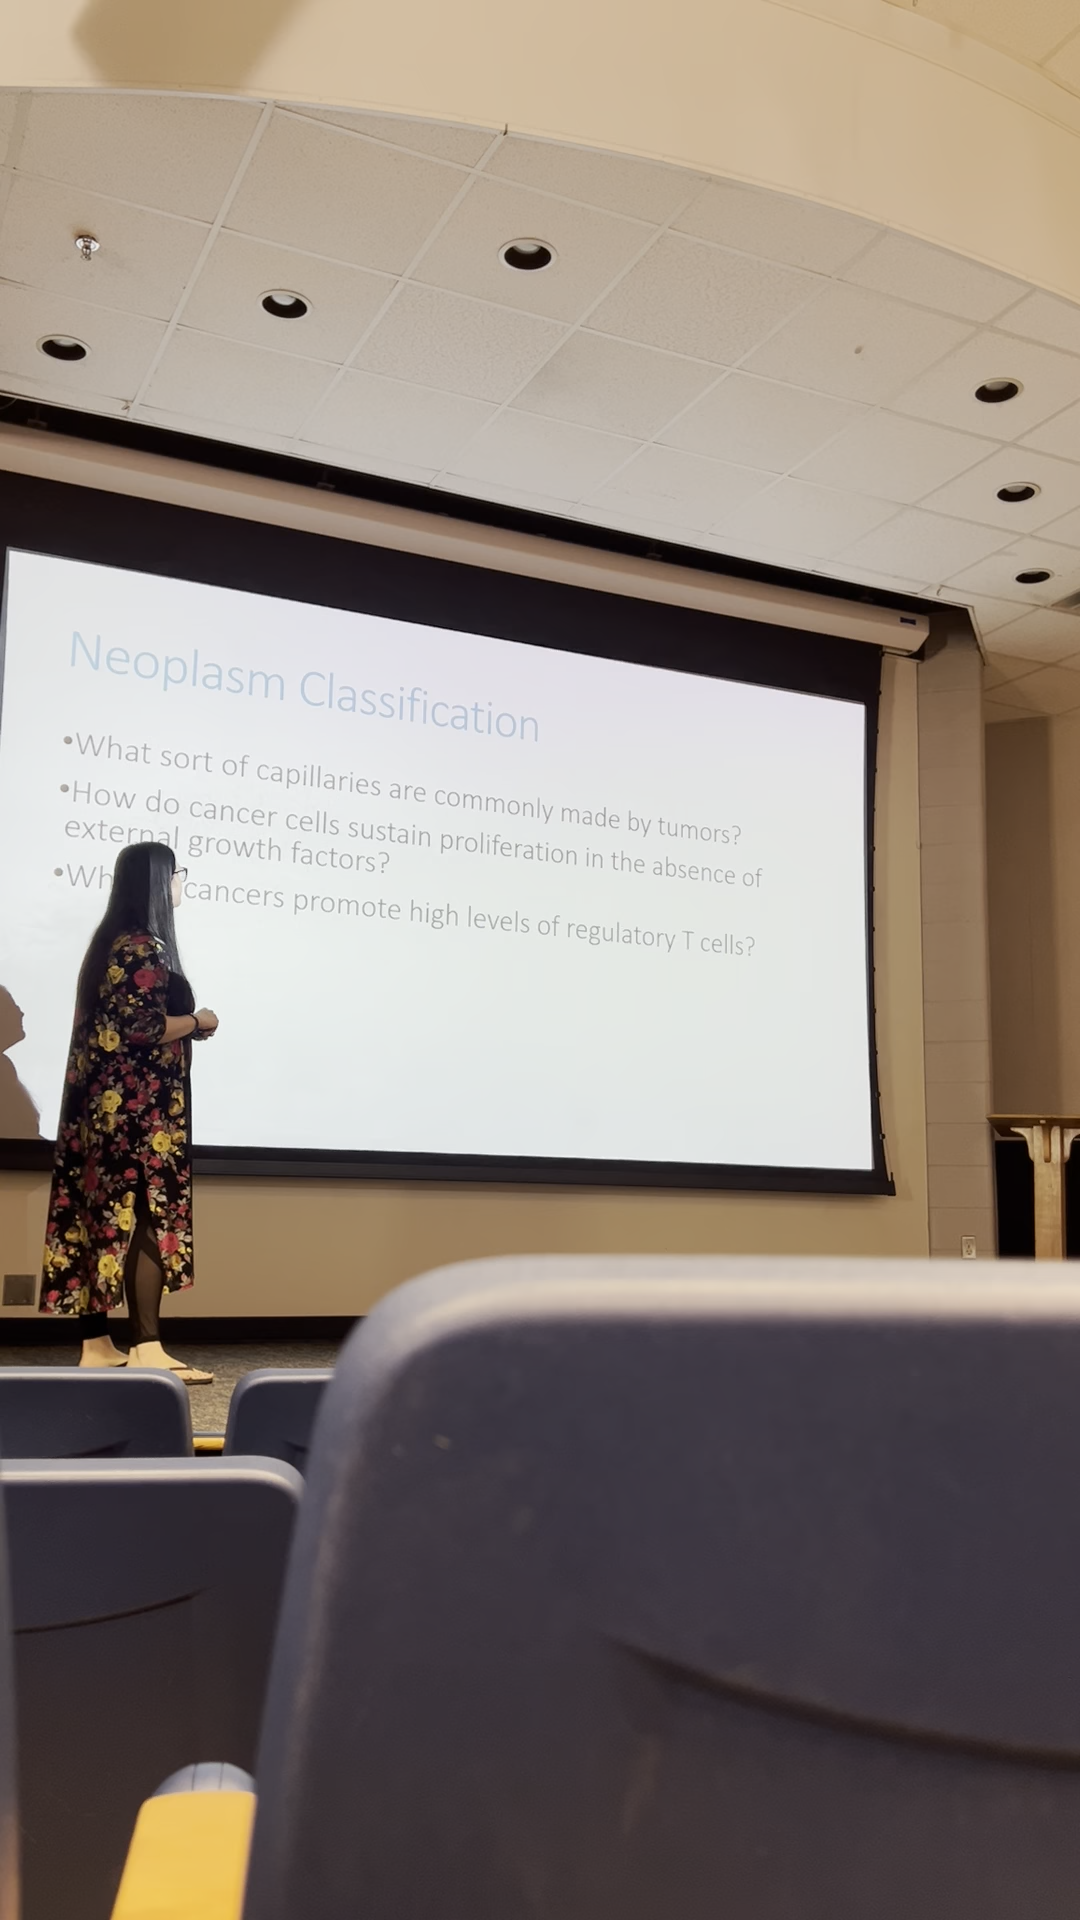 Neoplasm Classification
•What sort of capillaries are commonly made by tumors?
•How do cancer cells sustain proliferation in the absence of
external growth factors?
•Wh cancers promote high levels of regulatory T cells?